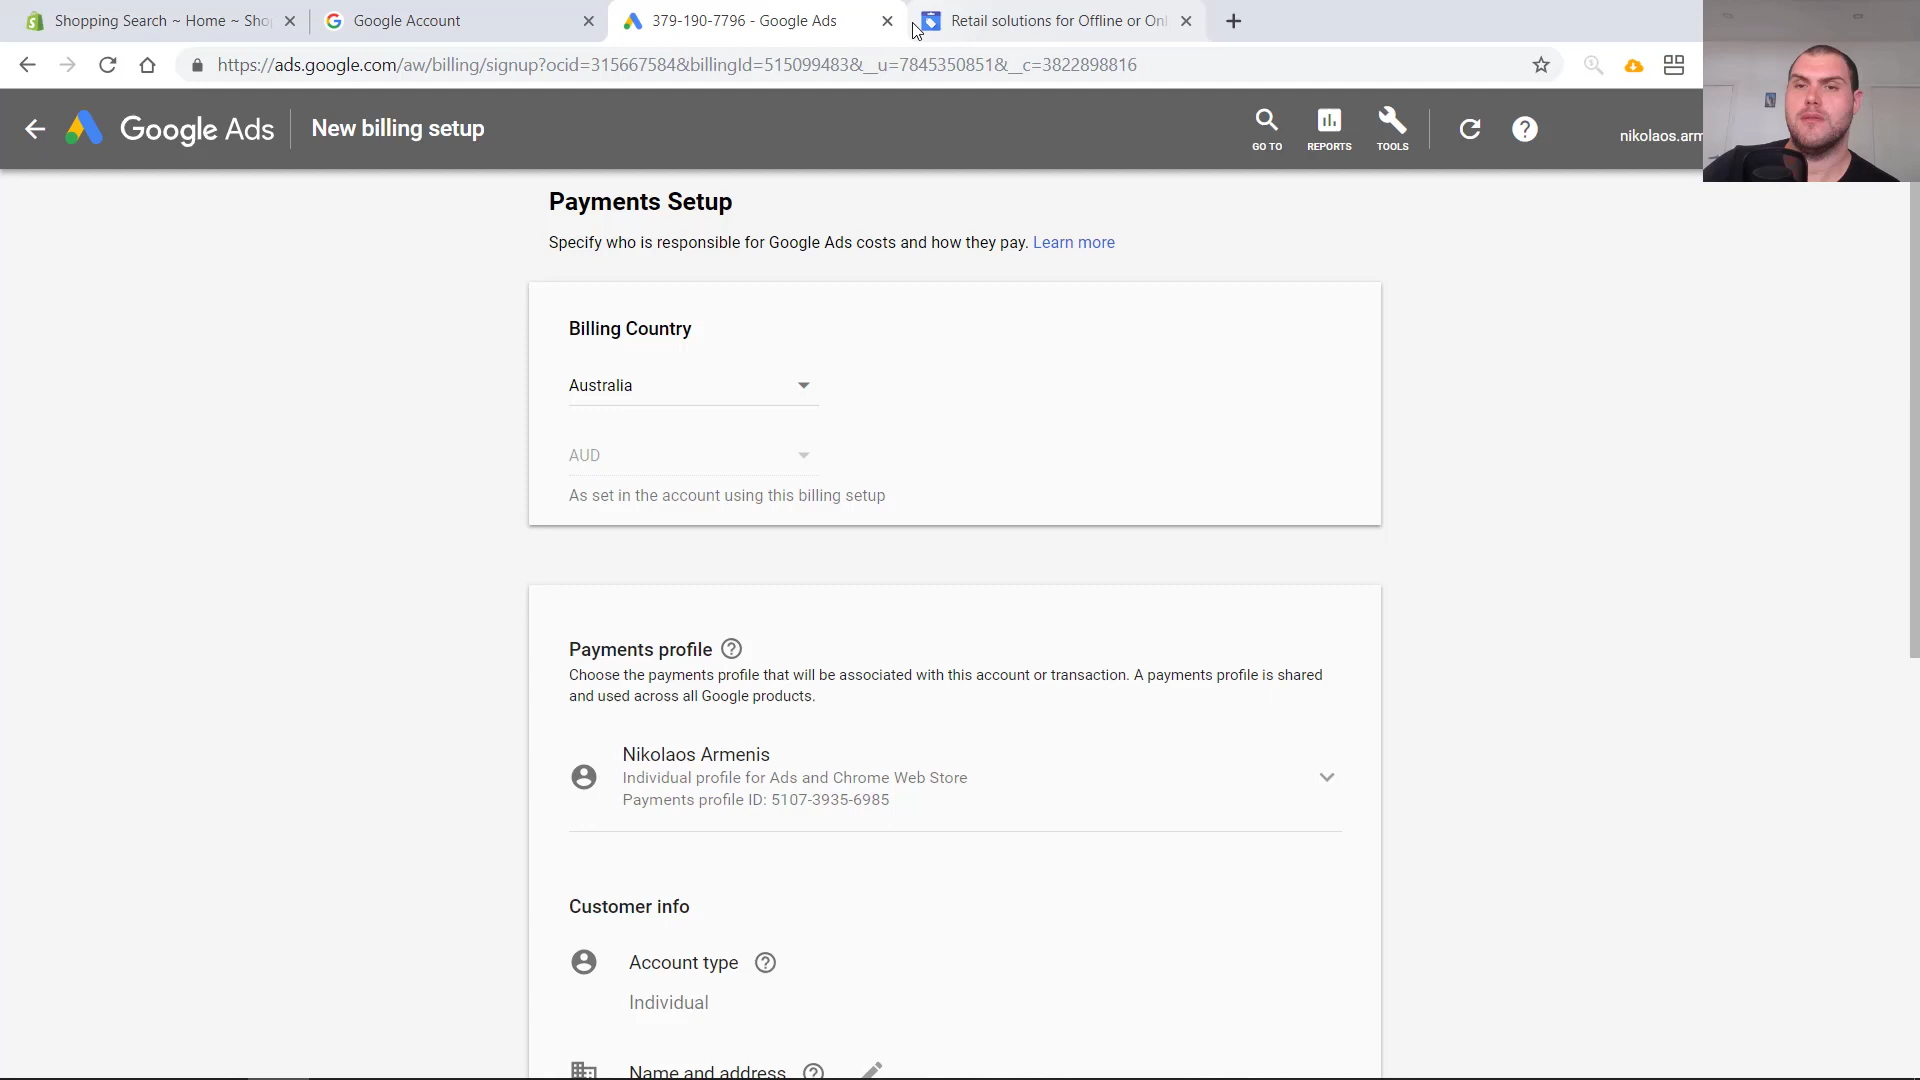 Shopping Search ~ Home ~ Sho
Google Account
379-190-7796 - Google Ads
Retail solutions for Offline or Onl
https://ads.google.com/aw/billing/signup?ocid=315667584&billingId=515099483&__u=7845350851&__c=3822898816
Google Ads
New billing setup
GO TO
REPORTS
TOOLS
nikolaos.arm
Payments Setup
Specify who is responsible for Google Ads costs and how they pay. Learn more
Billing Country
Australia
AUD
As set in the account using this billing setup
Payments profile
Choose the payments profile that will be associated with this account or transaction. A payments profile is shared
and used across all Google products.
Nikolaos Armenis
Individual profile for Ads and Chrome Web Store
Payments profile ID: 5107-3935-6985
Customer info
Account type
Individual
Name and address